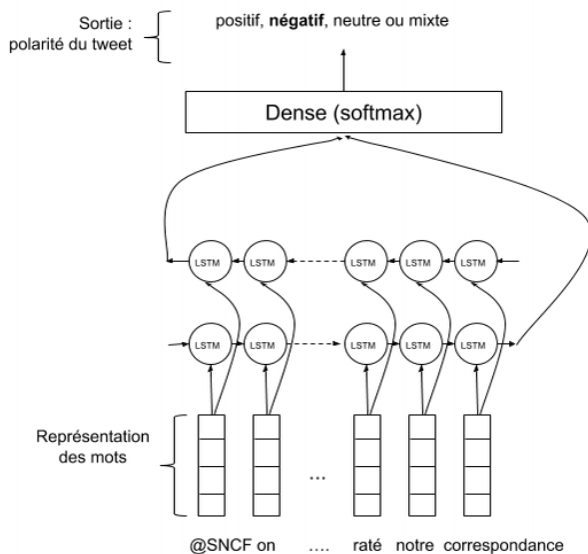 Sortie :
polarité du tweet
positif, négatif, neutre ou mixte
Dense (softmax)
LSTM LSTM LSTM LSTM LSTM
LSTM LSTM LSTM LSTM LSTM
Représentation
des mots
...
@SNCF on .... raté notre correspondance